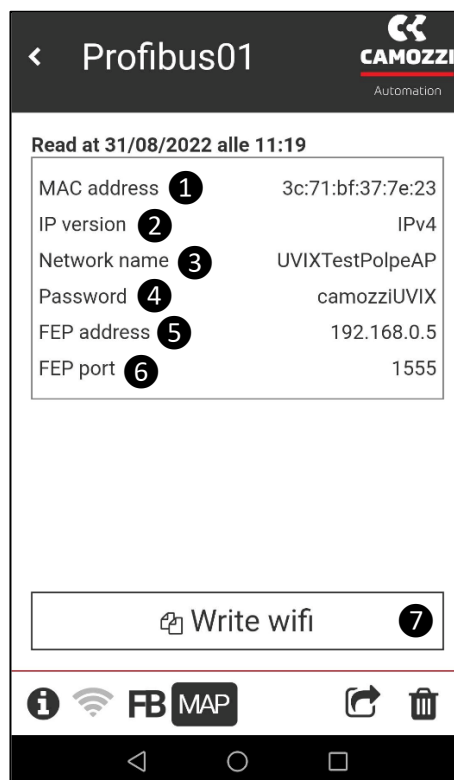 Profibus01
CAMOZZI
Automation
Read at 31/08/2022 alle 11:19
MAC address 1 3c:71:bf:37:7e:23
IP version 2 IPv4
Network name 3 UVIXTestPolpeAP
Password 4 camozziUVIX
FEP address 5 192.168.0.5
FEP port 6 1555
Write wifi 7
FB MAP